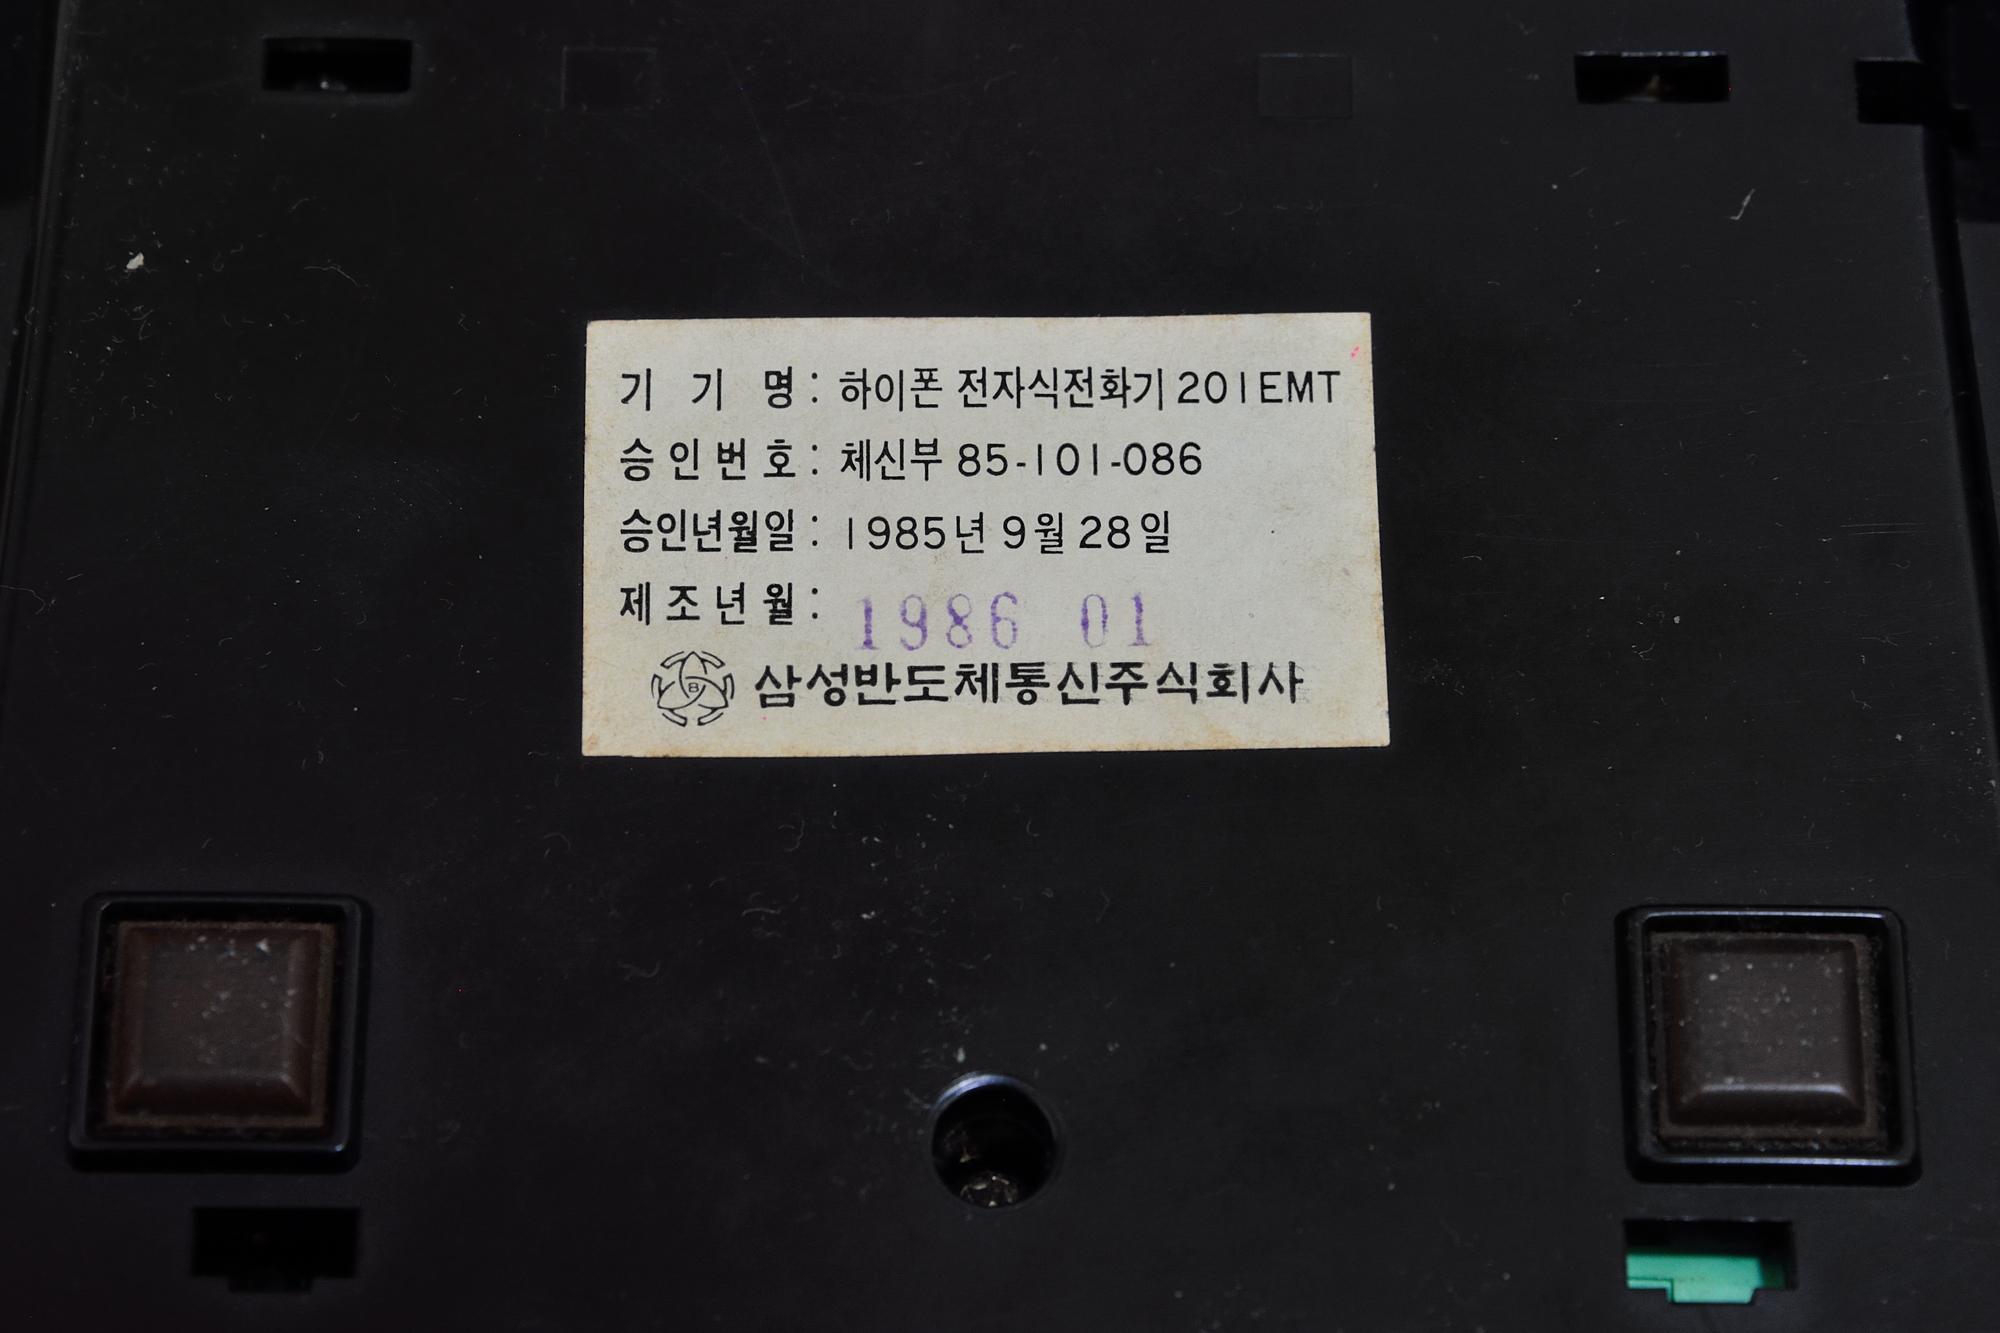 기 기 명 : 하이폰 전자식전화기 201EMT
승 인 번 호 : 체신부 85-101-086
승인년월일 : 1985년 9월 28일
제 조 년 월 : 1986 01
삼성반도체통신주식회사